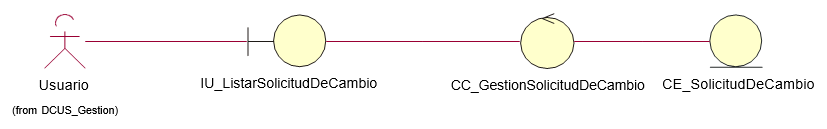 Usuario
(from DCUS_Gestion)
IU_ListarSolicitudDeCambio
CC_GestionSolicitudDeCambio
CE_SolicitudDeCambio